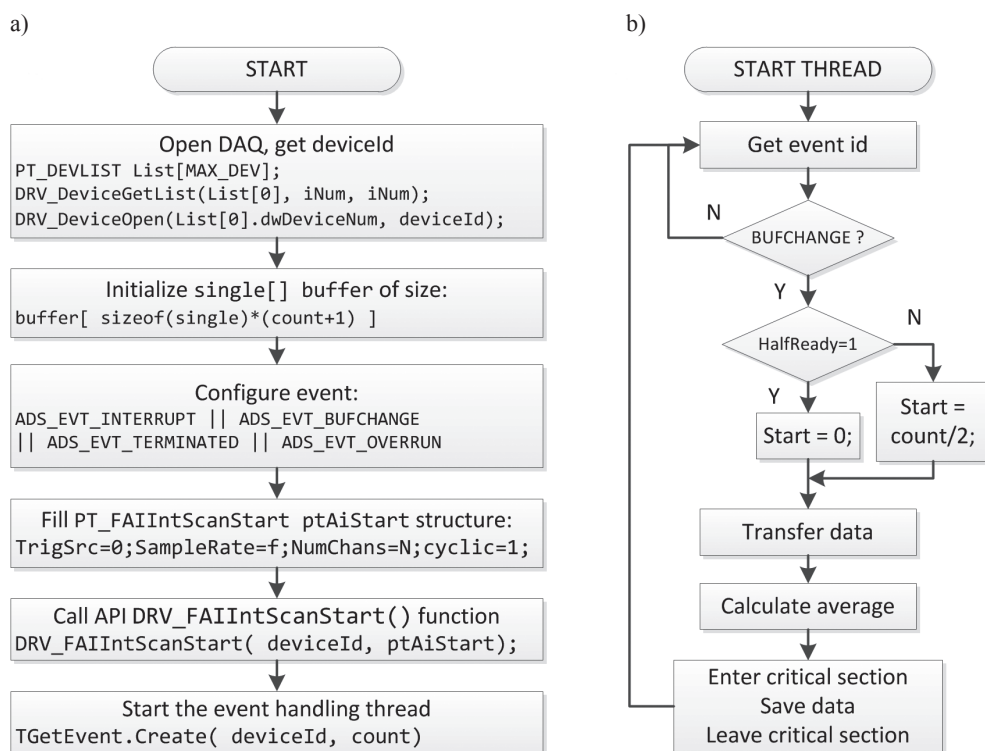 a)
START
Open DAQ, get deviceId
PT_DEVLIST List[MAX_DEV];
DRV_DeviceGetList(List[0], iNum, iNum);
DRV_DeviceOpen(List[0].dwDeviceNum, deviceId);
Initialize single[] buffer of size:
buffer[ sizeof(single)*(count+1) ]
Configure event:
ADS_EVT_INTERRUPT || ADS_EVT_BUFCHANGE
|| ADS_EVT_TERMINATED || ADS_EVT_OVERRUN
Fill PT_FAIIntScanStart ptAiStart structure:
TrigSrc=0;SampleRate=f;NumChans=N;cyclic=1;
Call API DRV_FAIIntScanStart() function
DRV_FAIIntScanStart( deviceId, ptAiStart);
Start the event handling thread
TGetEvent.Create( deviceId, count)
b)
START THREAD
Get event id
N
BUFCHANGE ?
Y
N
HalfReady=1
Y
Start = 0;
Start =
count/2;
Transfer data
Calculate average
Enter critical section
Save data
Leave critical section